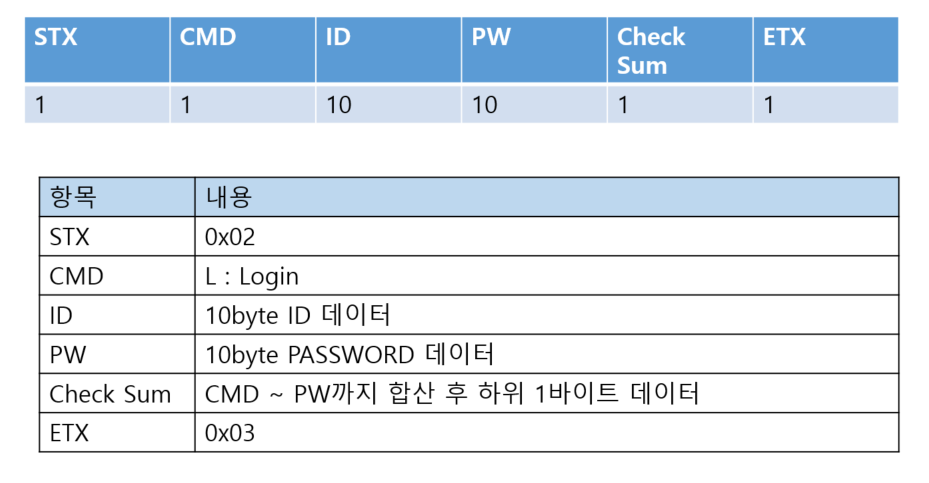 STX CMD ID PW Check Sum ETX
1 1 10 10 1 1
항목 내용
STX 0x02
CMD L : Login
ID 10byte ID 데이터
PW 10byte PASSWORD 데이터
Check Sum CMD ~ PW까지 합산 후 하위 1바이트 데이터
ETX 0x03